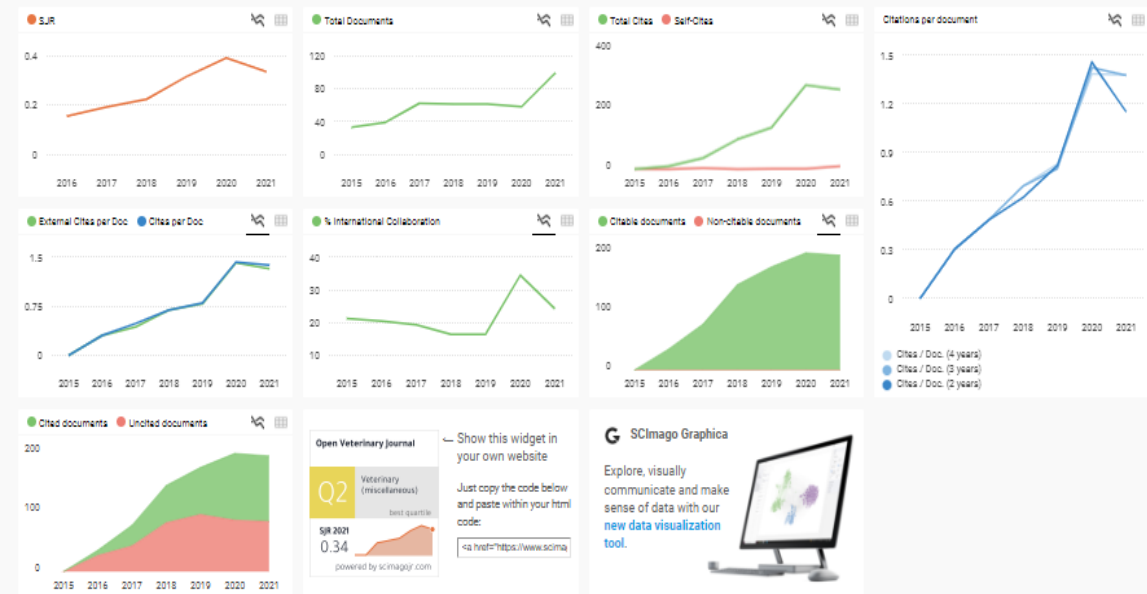 SJR
0.4
0.2
0
2016 2017 2018 2019 2020 2021
Total Documents
120
80
40
0
2015 2016 2017 2018 2019 2020 2021
Total Cites Self-Cites
400
200
0
2015 2016 2017 2018 2019 2020 2021
Citations per document
1.5
1.2
0.9
0.6
0.3
0
2015 2016 2017 2018 2019 2020 2021
Cites / Doc. (4 years)
Cites / Doc. (3 years)
Cites / Doc. (2 years)
External Cites per Doc Cites per Doc
1.5
0.75
0
2015 2016 2017 2018 2019 2020 2021
% International Collaboration
40
30
20
10
2015 2016 2017 2018 2019 2020 2021
Citable documents Non-citable documents
200
100
0
2015 2016 2017 2018 2019 2020 2021
Cited documents Uncited documents
200
100
0
2015 2016 2017 2018 2019 2020 2021
Open Veterinary Journal
Q2
Veterinary
(miscellaneous)
best quartile
SJR 2021
0.34
powered by scimagojr.com
Show this widget in
your own website
Just copy the code below
and paste within your html
code:
<a href="https://www.scima
SCImago Graphica
Explore, visually
communicate and make
sense of data with our
new data visualization
tool.